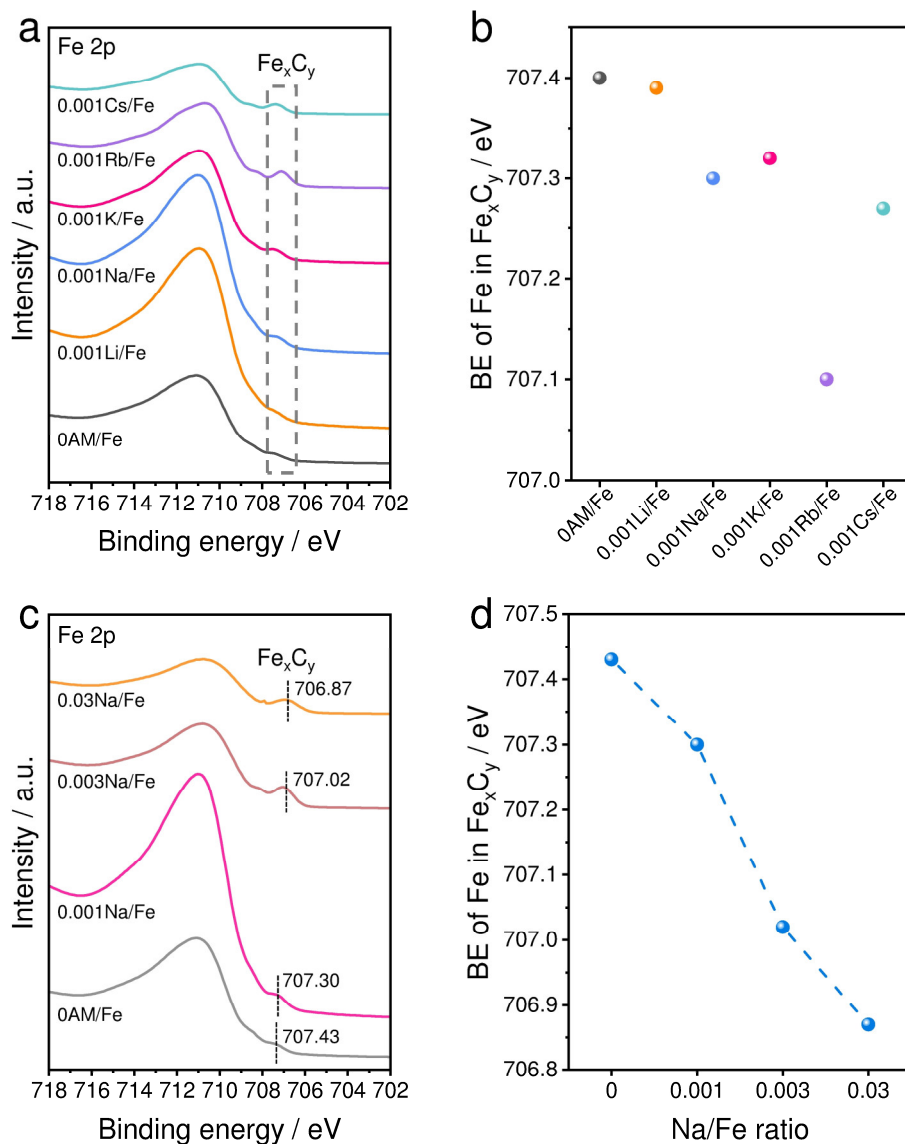 a
Fe 2p
FexCy
0.001Cs/Fe
0.001Rb/Fe
0.001K/Fe
0.001Na/Fe
0.001Li/Fe
0AM/Fe
Intensity / a.u.
718 716 714 712 710 708 706 704 702
Binding energy / eV
b
BE of Fe in FexCy / eV
707.4
707.3
707.2
707.1
707.0
0AM/Fe
0.001Li/Fe
0.001Na/Fe
0.001K/Fe
0.001Rb/Fe
0.001Cs/Fe
c
Fe 2p
FexCy
706.87
0.03Na/Fe
707.02
0.003Na/Fe
0.001Na/Fe
707.30
0AM/Fe
707.43
Intensity / a.u.
718 716 714 712 710 708 706 704 702
Binding energy / eV
d
BE of Fe in FexCy / eV
707.5
707.4
707.3
707.2
707.1
707.0
706.9
706.8
0 0.001 0.003 0.03
Na/Fe ratio